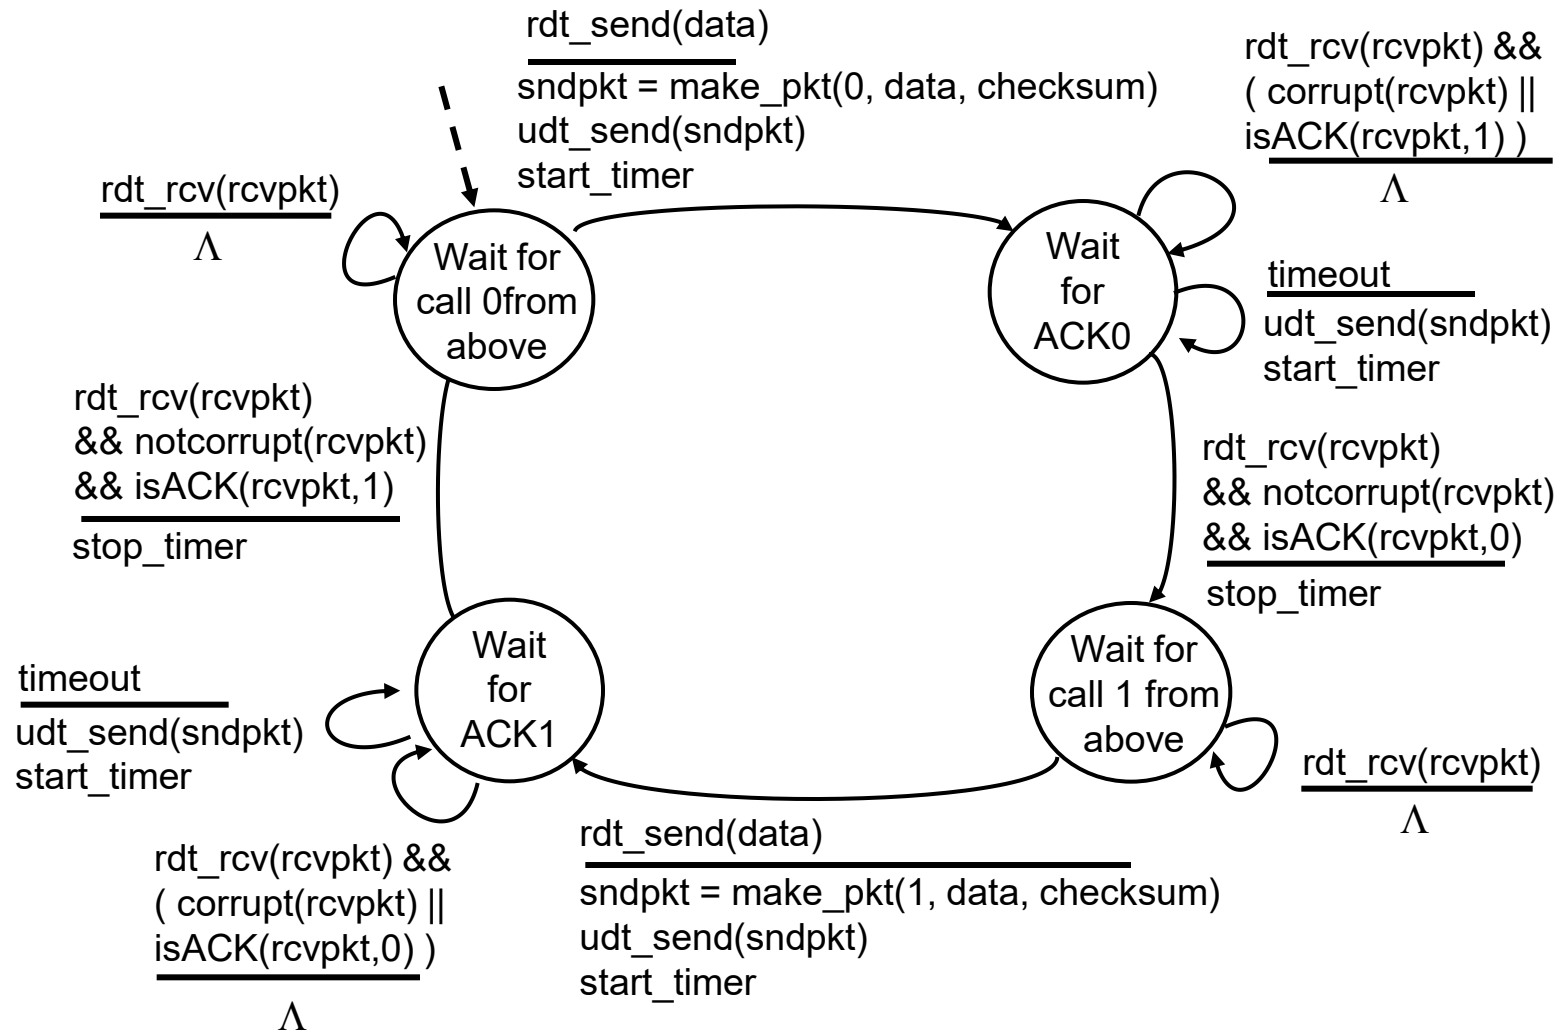 rdt_send(data)
sndpkt = make_pkt(0, data, checksum)
udt_send(sndpkt)
start_timer
rdt_rcv(rcvpkt) &&
( corrupt(rcvpkt) ||
isACK(rcvpkt,1) )
Λ
rdt_rcv(rcvpkt)
Λ
Wait for
call 0from
above
Wait
for
ACK0
timeout
udt_send(sndpkt)
start_timer
rdt_rcv(rcvpkt)
&& notcorrupt(rcvpkt)
&& isACK(rcvpkt,1)
stop_timer
rdt_rcv(rcvpkt)
&& notcorrupt(rcvpkt)
&& isACK(rcvpkt,0)
stop_timer
Wait
for
ACK1
Wait for
call 1 from
above
timeout
udt_send(sndpkt)
start_timer
rdt_rcv(rcvpkt)
Λ
rdt_rcv(rcvpkt) &&
( corrupt(rcvpkt) ||
isACK(rcvpkt,0) )
Λ
rdt_send(data)
sndpkt = make_pkt(1, data, checksum)
udt_send(sndpkt)
start_timer